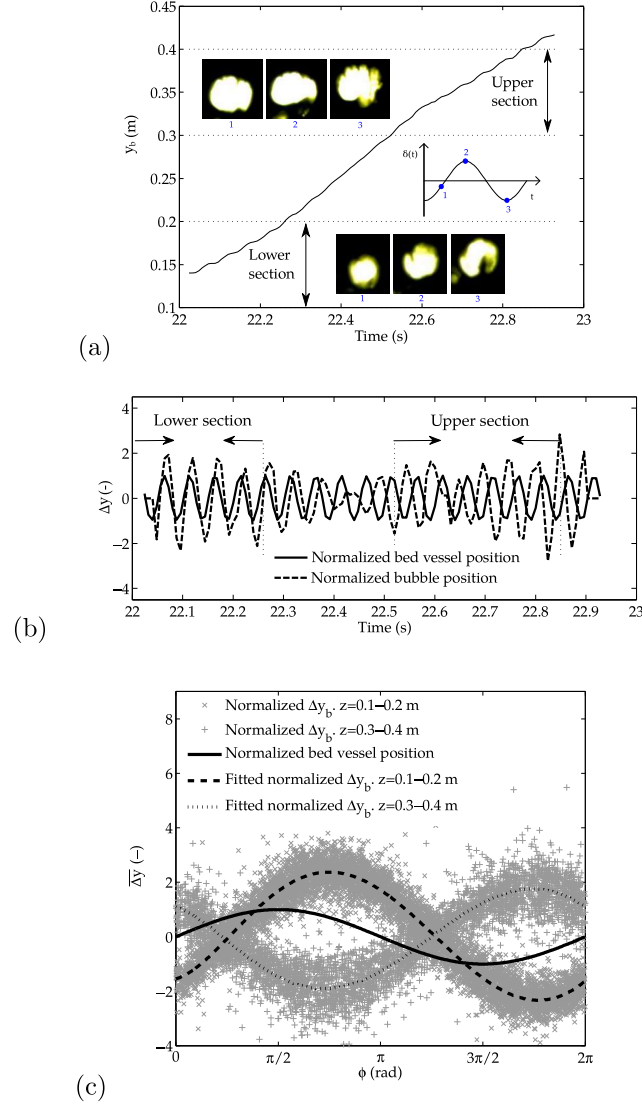 0.45
0.4
0.35
0.3
0.25
0.2
0.15
0.1
y_b (m)
1
2
3
Upper
section
δ(t)
2
1
3
t
Lower
section
1
2
3
22
22.2
22.4
22.6
22.8
23
Time (s)
(a)
4
2
0
−2
−4
Δy (-)
Lower section
Upper section
Normalized bed vessel position
Normalized bubble position
22
22.1
22.2
22.3
22.4
22.5
22.6
22.7
22.8
22.9
23
Time (s)
(b)
8
6
4
2
0
−2
−4
Δy (−)
Normalized Δy_b. z=0.1−0.2 m
Normalized Δy_b. z=0.3−0.4 m
Normalized bed vessel position
Fitted normalized Δy_b. z=0.1−0.2 m
Fitted normalized Δy_b. z=0.3−0.4 m
0
π/2
π
3π/2
2π
ϕ (rad)
(c)